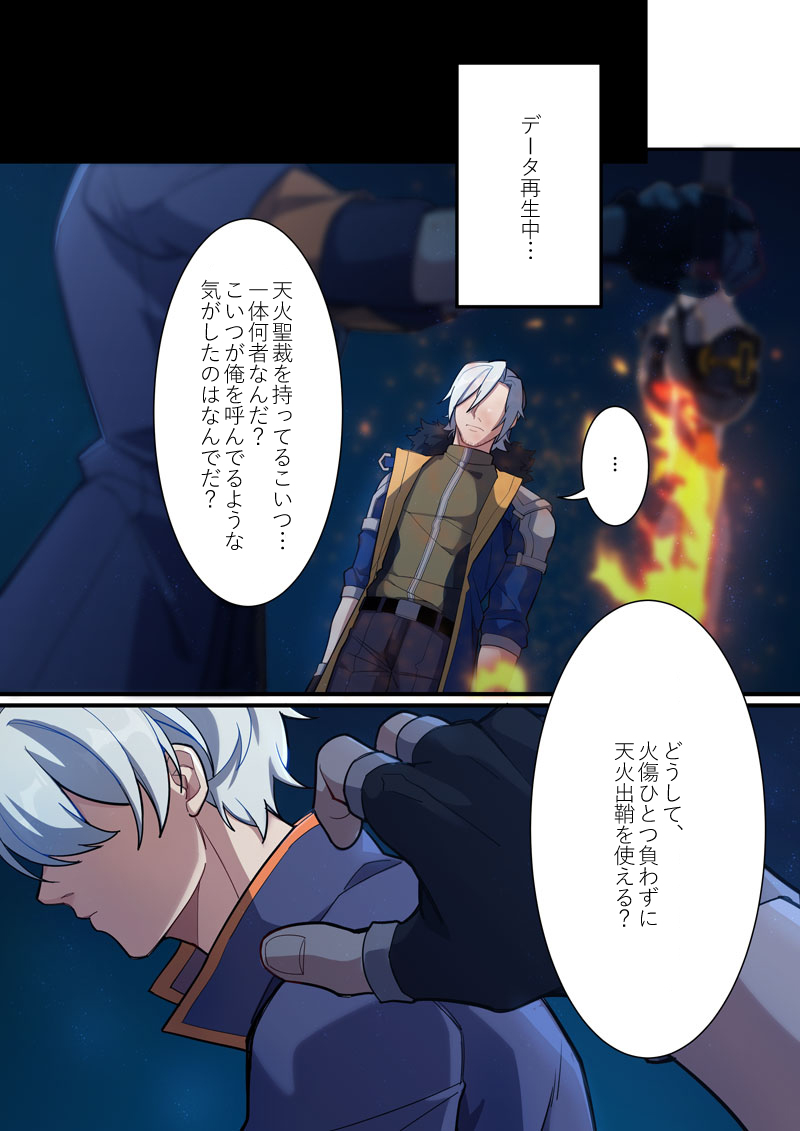 データ再生中…
天火聖裁を持ってるこいつ…
一体何者なんだ？
こいつが俺を呼んでるような
気がしたのはなんでだ？
…
どうして、
火傷ひとつ負わずに
天火出鞘を使える？